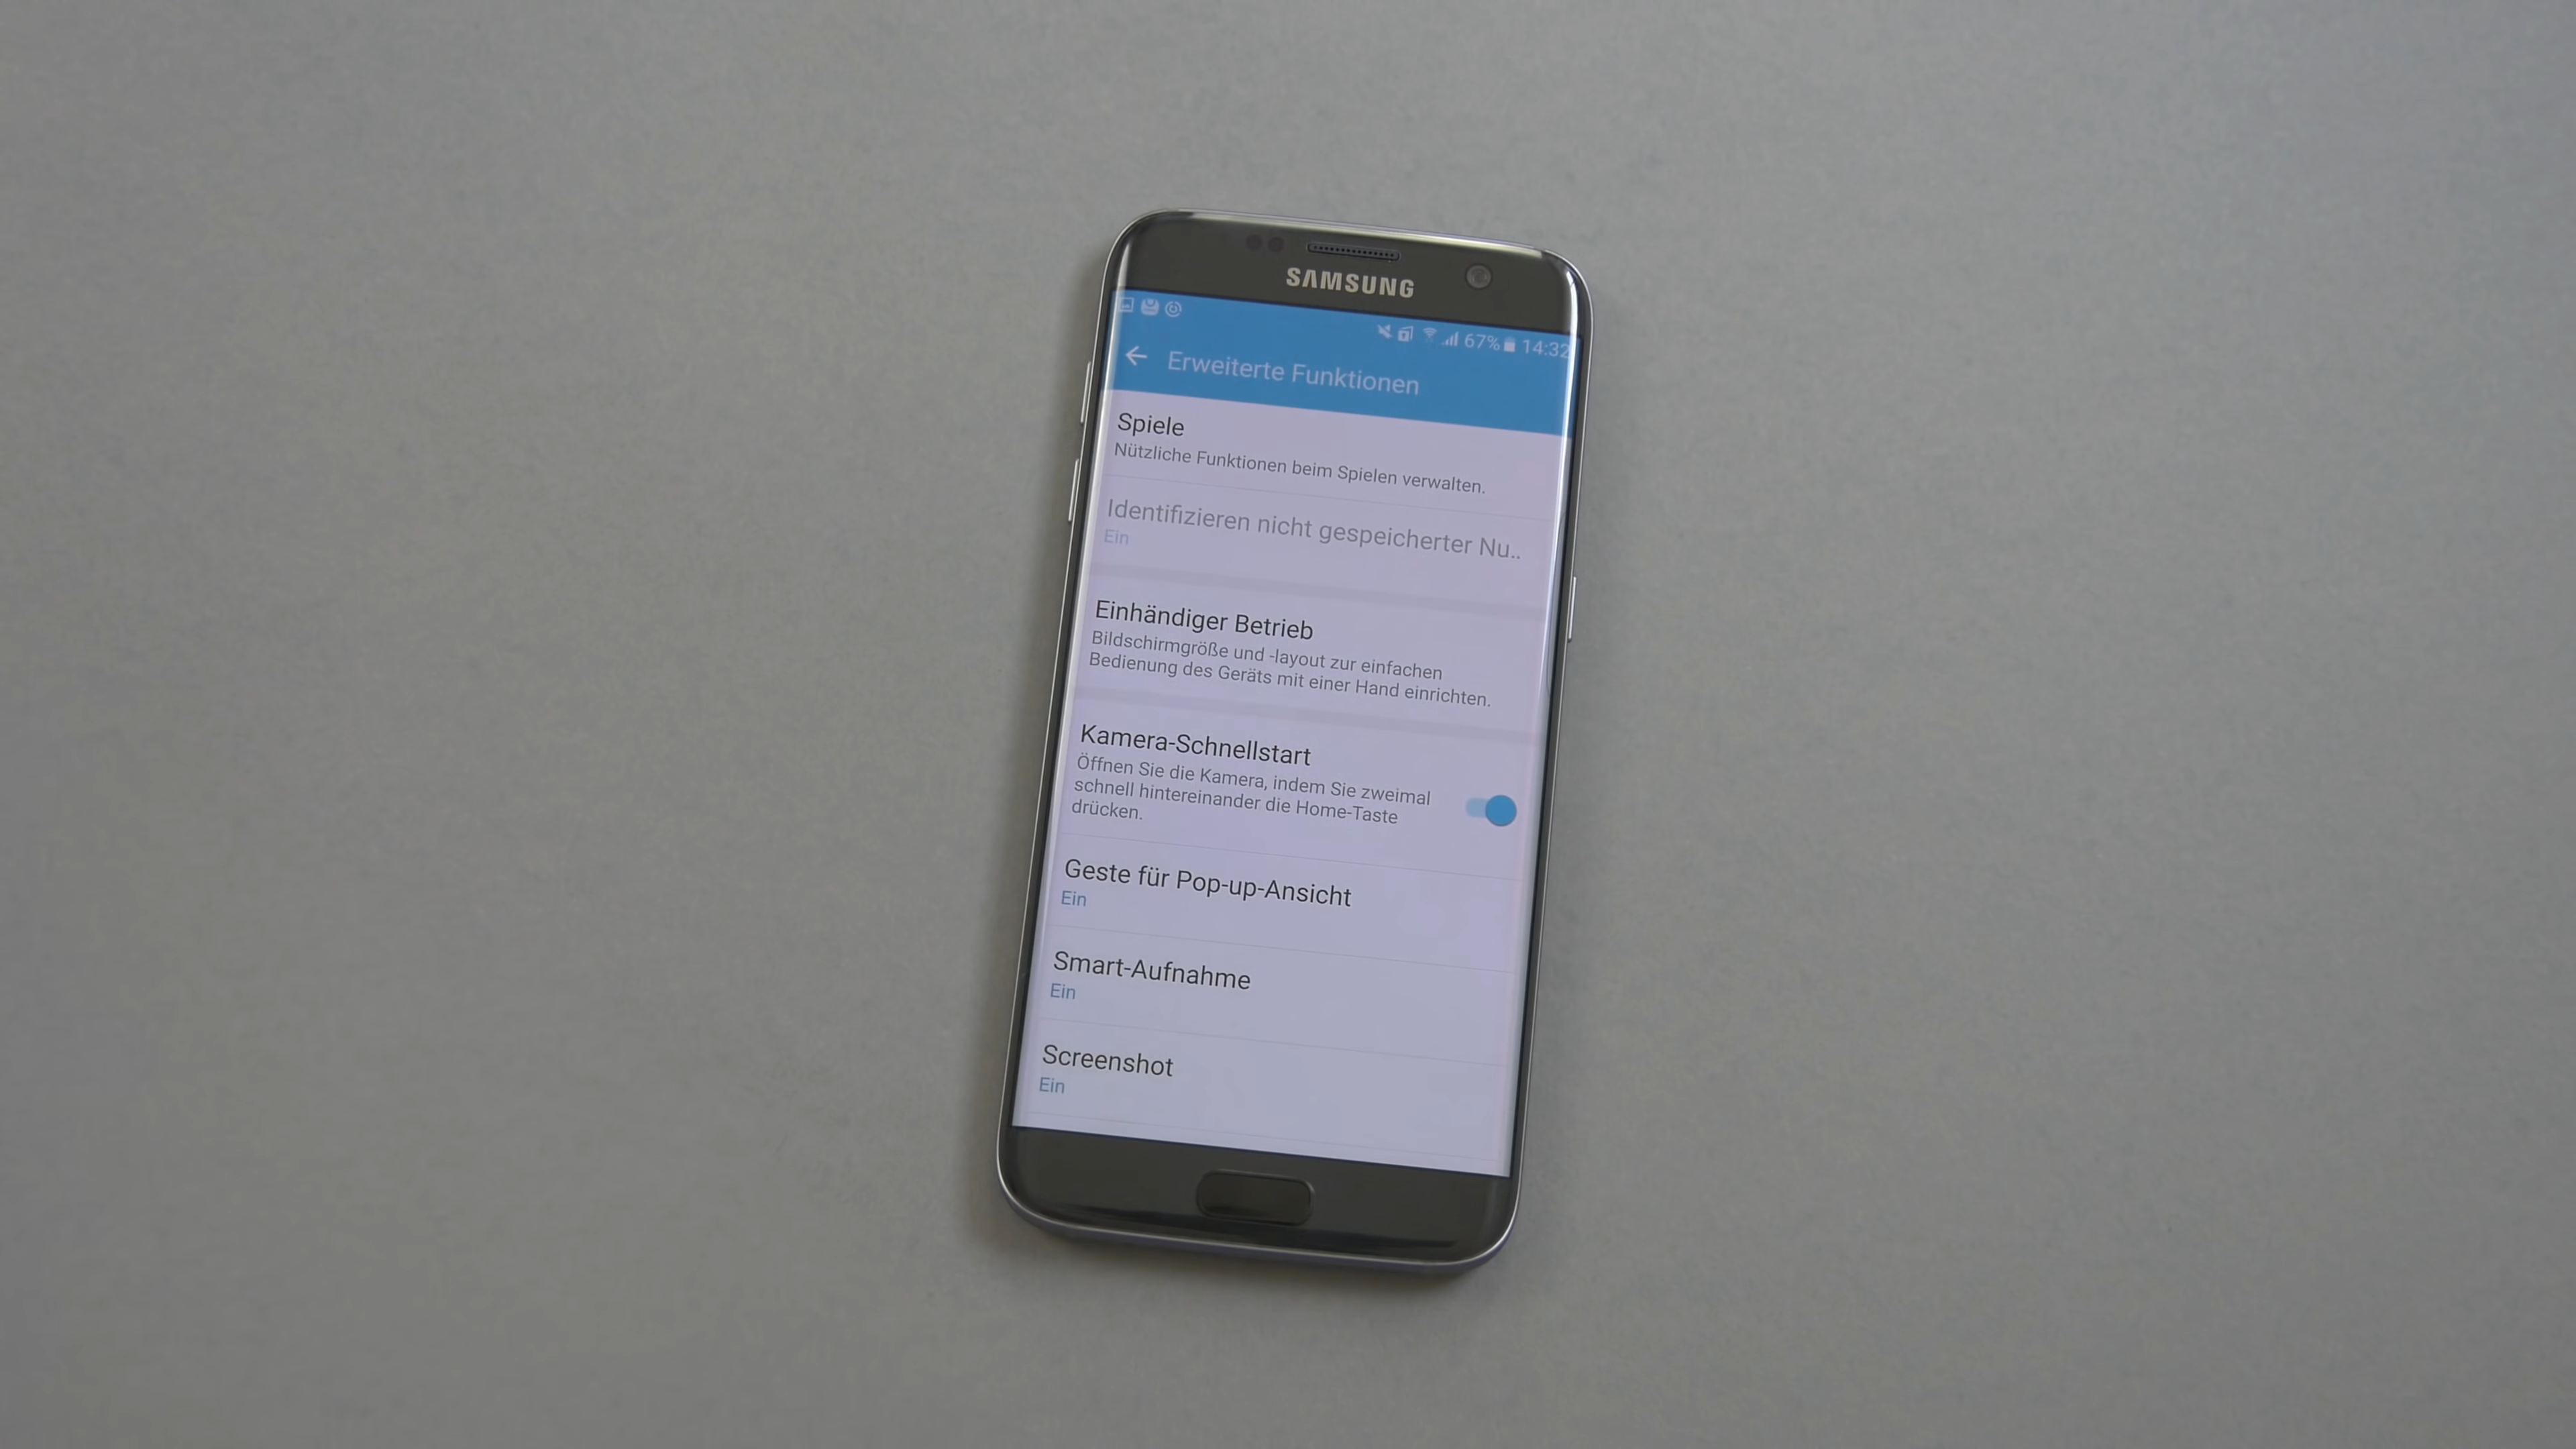 SAMSUNG
67% 14:32
Erweiterte Funktionen
Spiele
Nützliche Funktionen beim Spielen verwalten.
Identifizieren nicht gespeicherter Nu..
Ein
Einhändiger Betrieb
Bildschirmgröße und -layout zur einfachen
Bedienung des Geräts mit einer Hand einrichten.
Kamera-Schnellstart
Öffnen Sie die Kamera, indem Sie zweimal
schnell hintereinander die Home-Taste
drücken.
Geste für Pop-up-Ansicht
Ein
Smart-Aufnahme
Ein
Screenshot
Ein